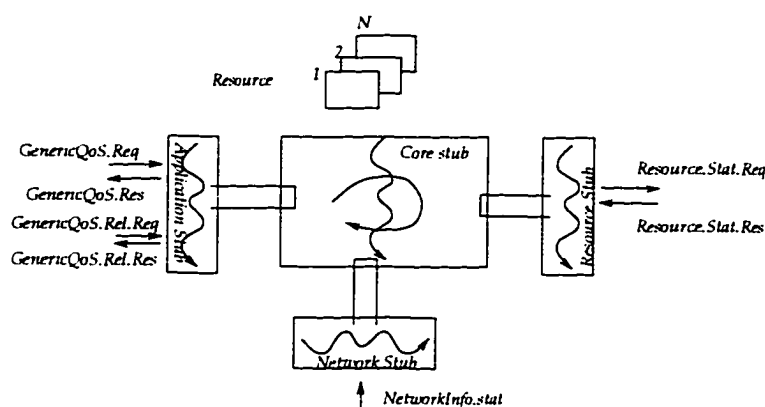 N
2
1
Resource
Core stub
GenericQoS.Req
GenericQoS.Res
GenericQoS.Rel.Req
GenericQoS.Rel.Res
Application Stub
Resource.Stub
Resource.Stat.Req
Resource.Stat.Res
Network Stub
NetworkInfo.stat